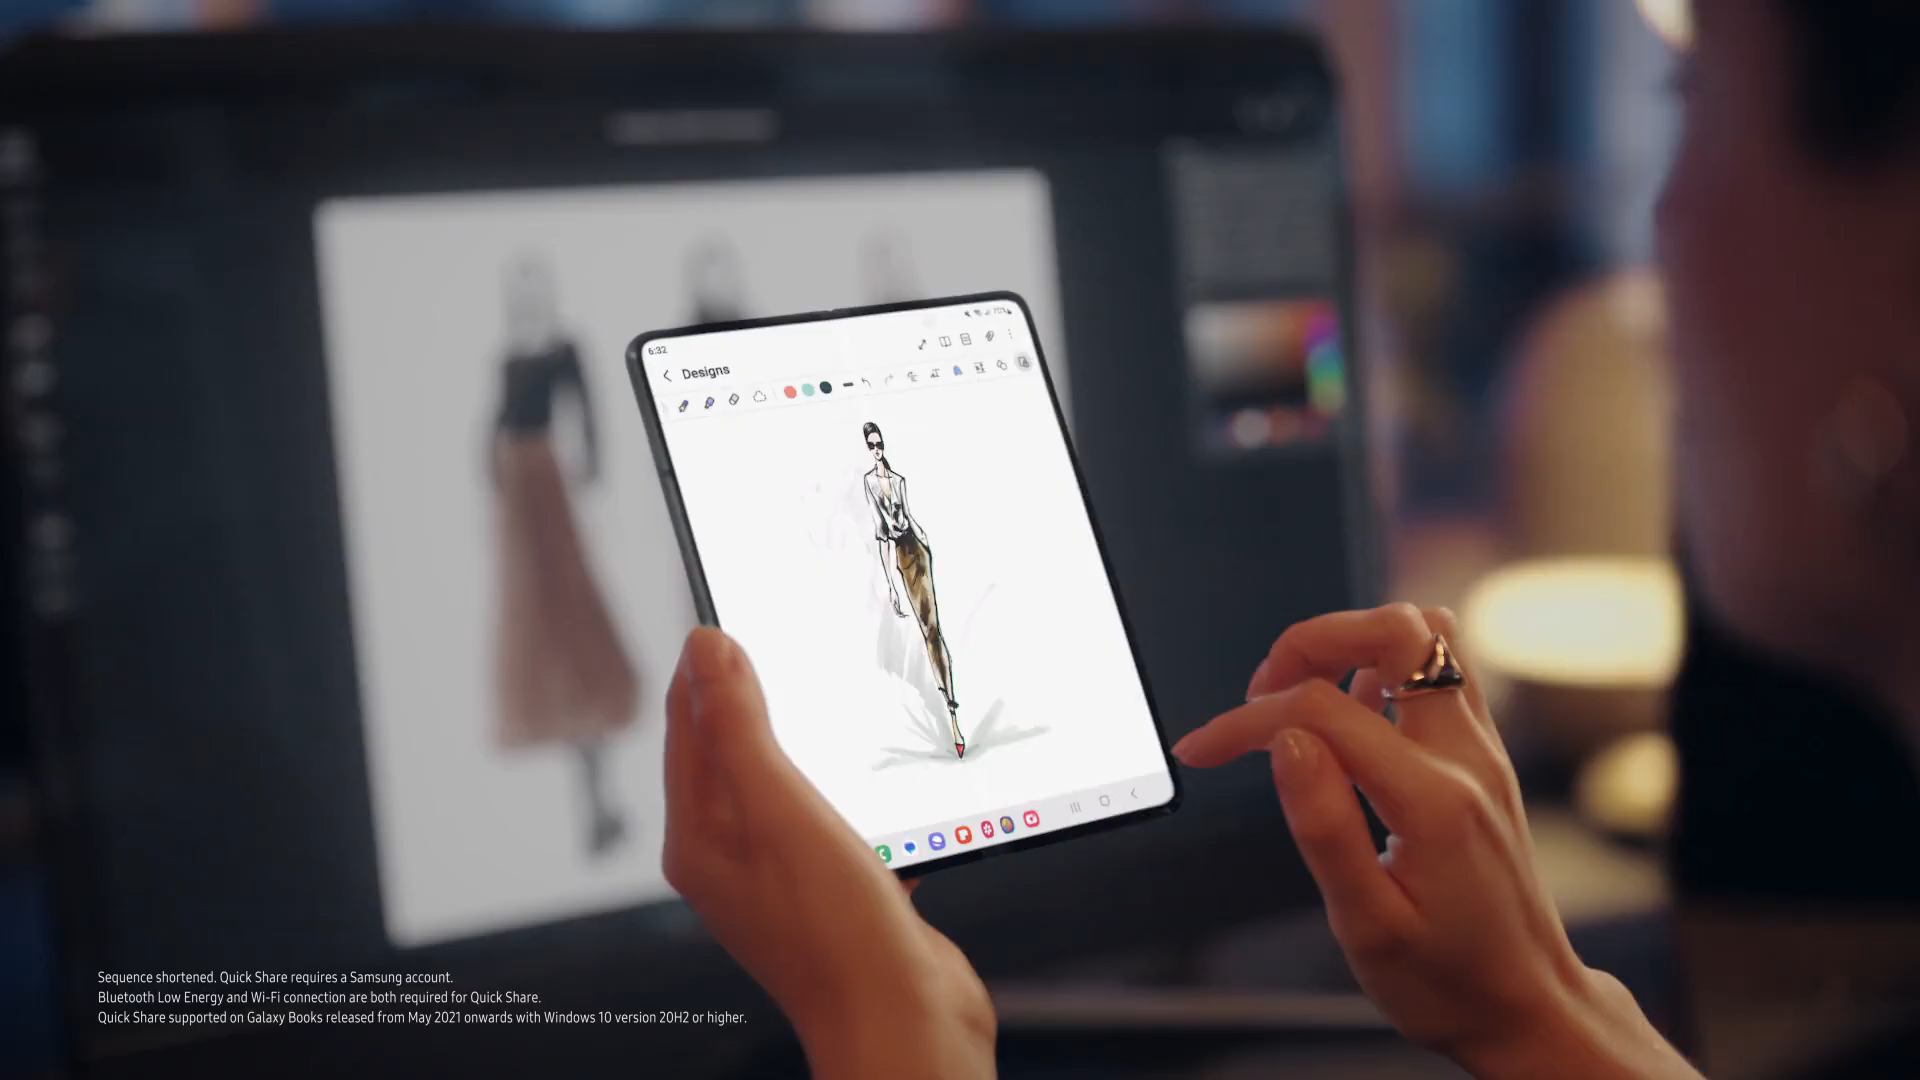 6:32
Designs
Sequence shortened. Quick Share requires a Samsung account.
Bluetooth Low Energy and Wi-Fi connection are both required for Quick Share.
Quick Share supported on Galaxy Books released from May 2021 onwards with Windows 10 version 20H2 or higher.